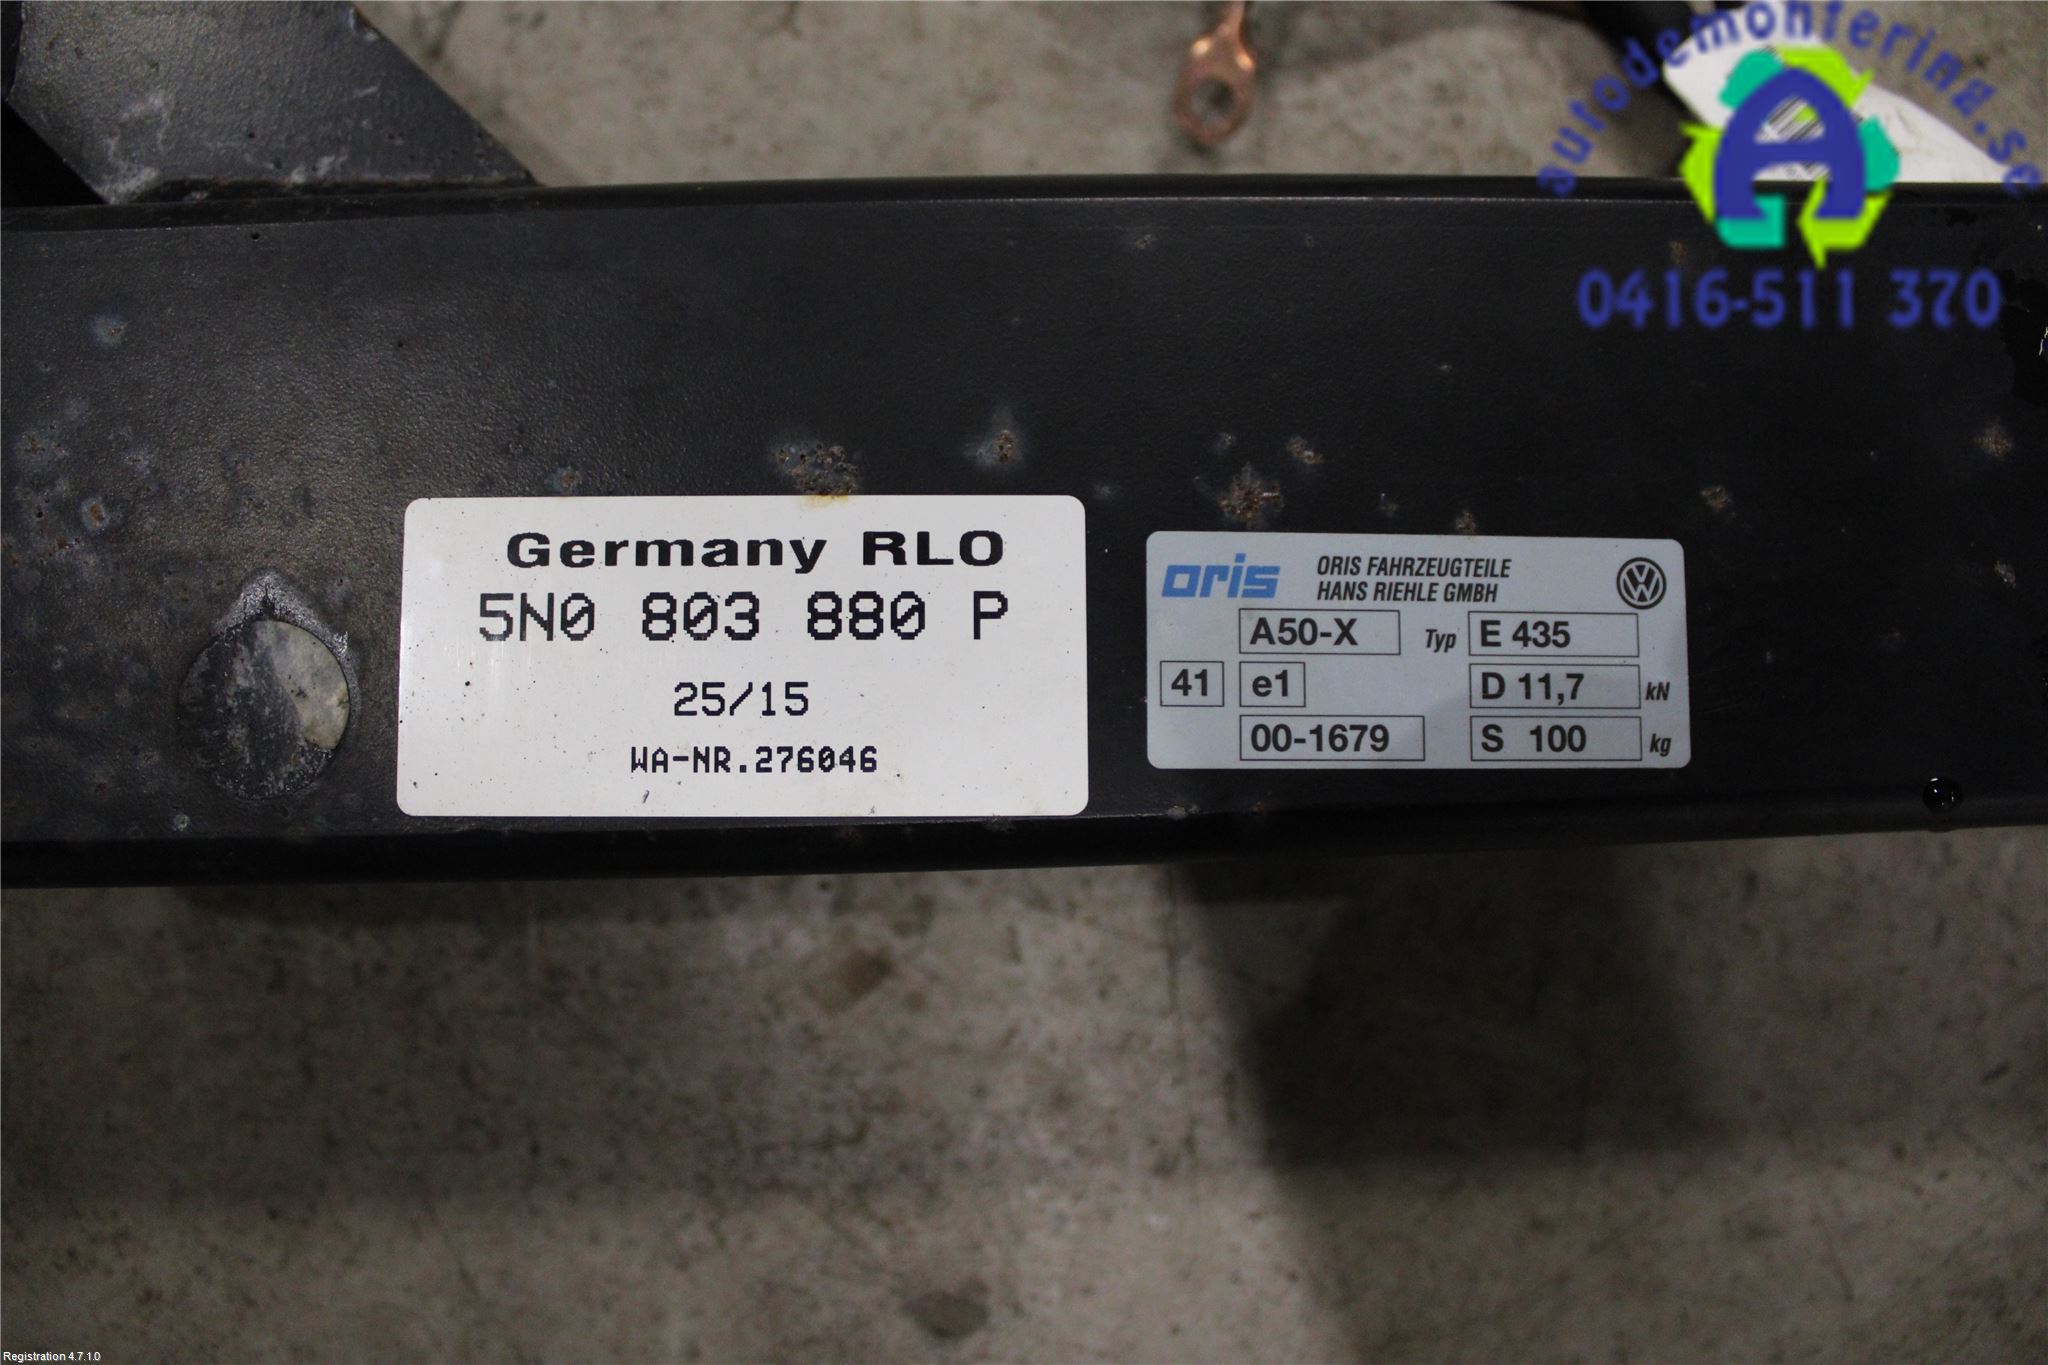 autodemontering.se
A
0416-511 370
Germany RLO
5N0 803 880 P
25/15
WA-NR.276046
oris ORIS FAHRZEUGTEILE
HANS RIEHLE GMBH
VW
A50-X Typ E 435
41 e1 D 11,7 kN
00-1679 S 100 kg
Registration 4.7.1.0